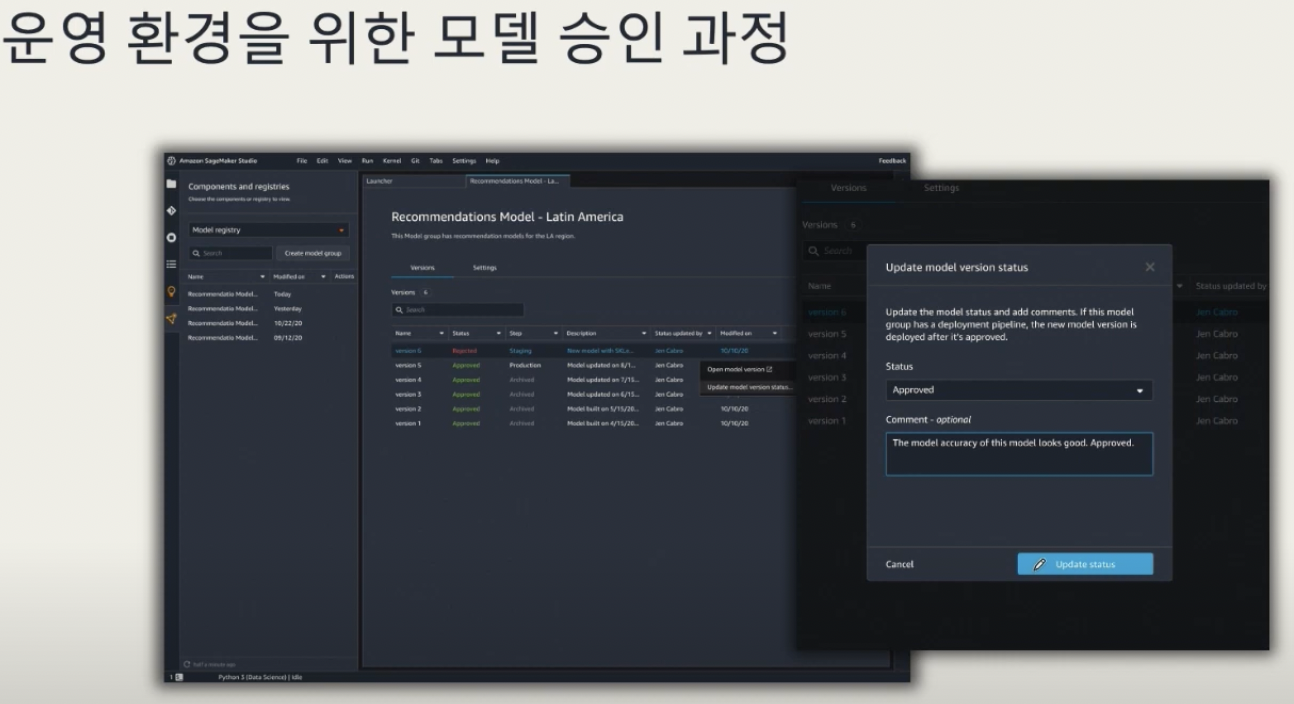 운영 환경을 위한 모델 승인 과정
Amazon SageMaker Studio File Edit View Run Kernel Git Tabs Settings Help Feedback
Components and registries
Choose the components or registry to view.
Model registry
Search Create model group
Name Modified on Actions
Recommendatio Model... Today
Recommendatio Model... Yesterday
Recommendatio Model... 10/22/20
Recommendatio Model... 09/12/20
Launcher Recommendations Model - La...
Recommendations Model - Latin America
This Model group has recommendation models for the LA region.
Versions Settings
Versions 6
Search
Name Status Step Description Status updated by Modified on
version 6 Rejected Staging New model with Jen Cabro 10/10/20
version 5 Approved Production Model updated on 8/1... Jen Cabro
version 4 Approved Archived Model updated on 7/15... Jen Cabro
version 3 Approved Archived Model updated on 6/15... Jen Cabro
version 2 Approved Archived Model built on 5/15/20... Jen Cabro 10/10/20
version 1 Approved Archived Model built on 4/15/20... Jen Cabro 10/10/20
Open model version
Update model version status...
Python 3 (Data Science) | Idle
Versions Settings
Versions 6
Search
Name Status updated by
version 6 Jen Cabro
version 5 Jen Cabro
version 4 Jen Cabro
version 3 Jen Cabro
version 2 Jen Cabro
version 1 Jen Cabro
Update model version status
Update the model status and add comments. If this model
group has a deployment pipeline, the new model version is
deployed after it's approved.
Status
Approved
Comment - optional
The model accuracy of this model looks good. Approved.
Cancel Update status